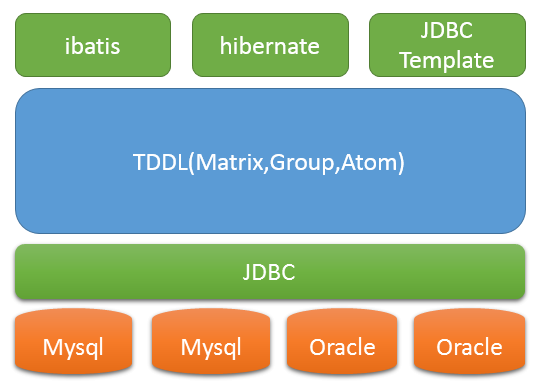 ibatis
hibernate
JDBC
Template
TDDL(Matrix,Group,Atom)
JDBC
Mysql
Mysql
Oracle
Oracle